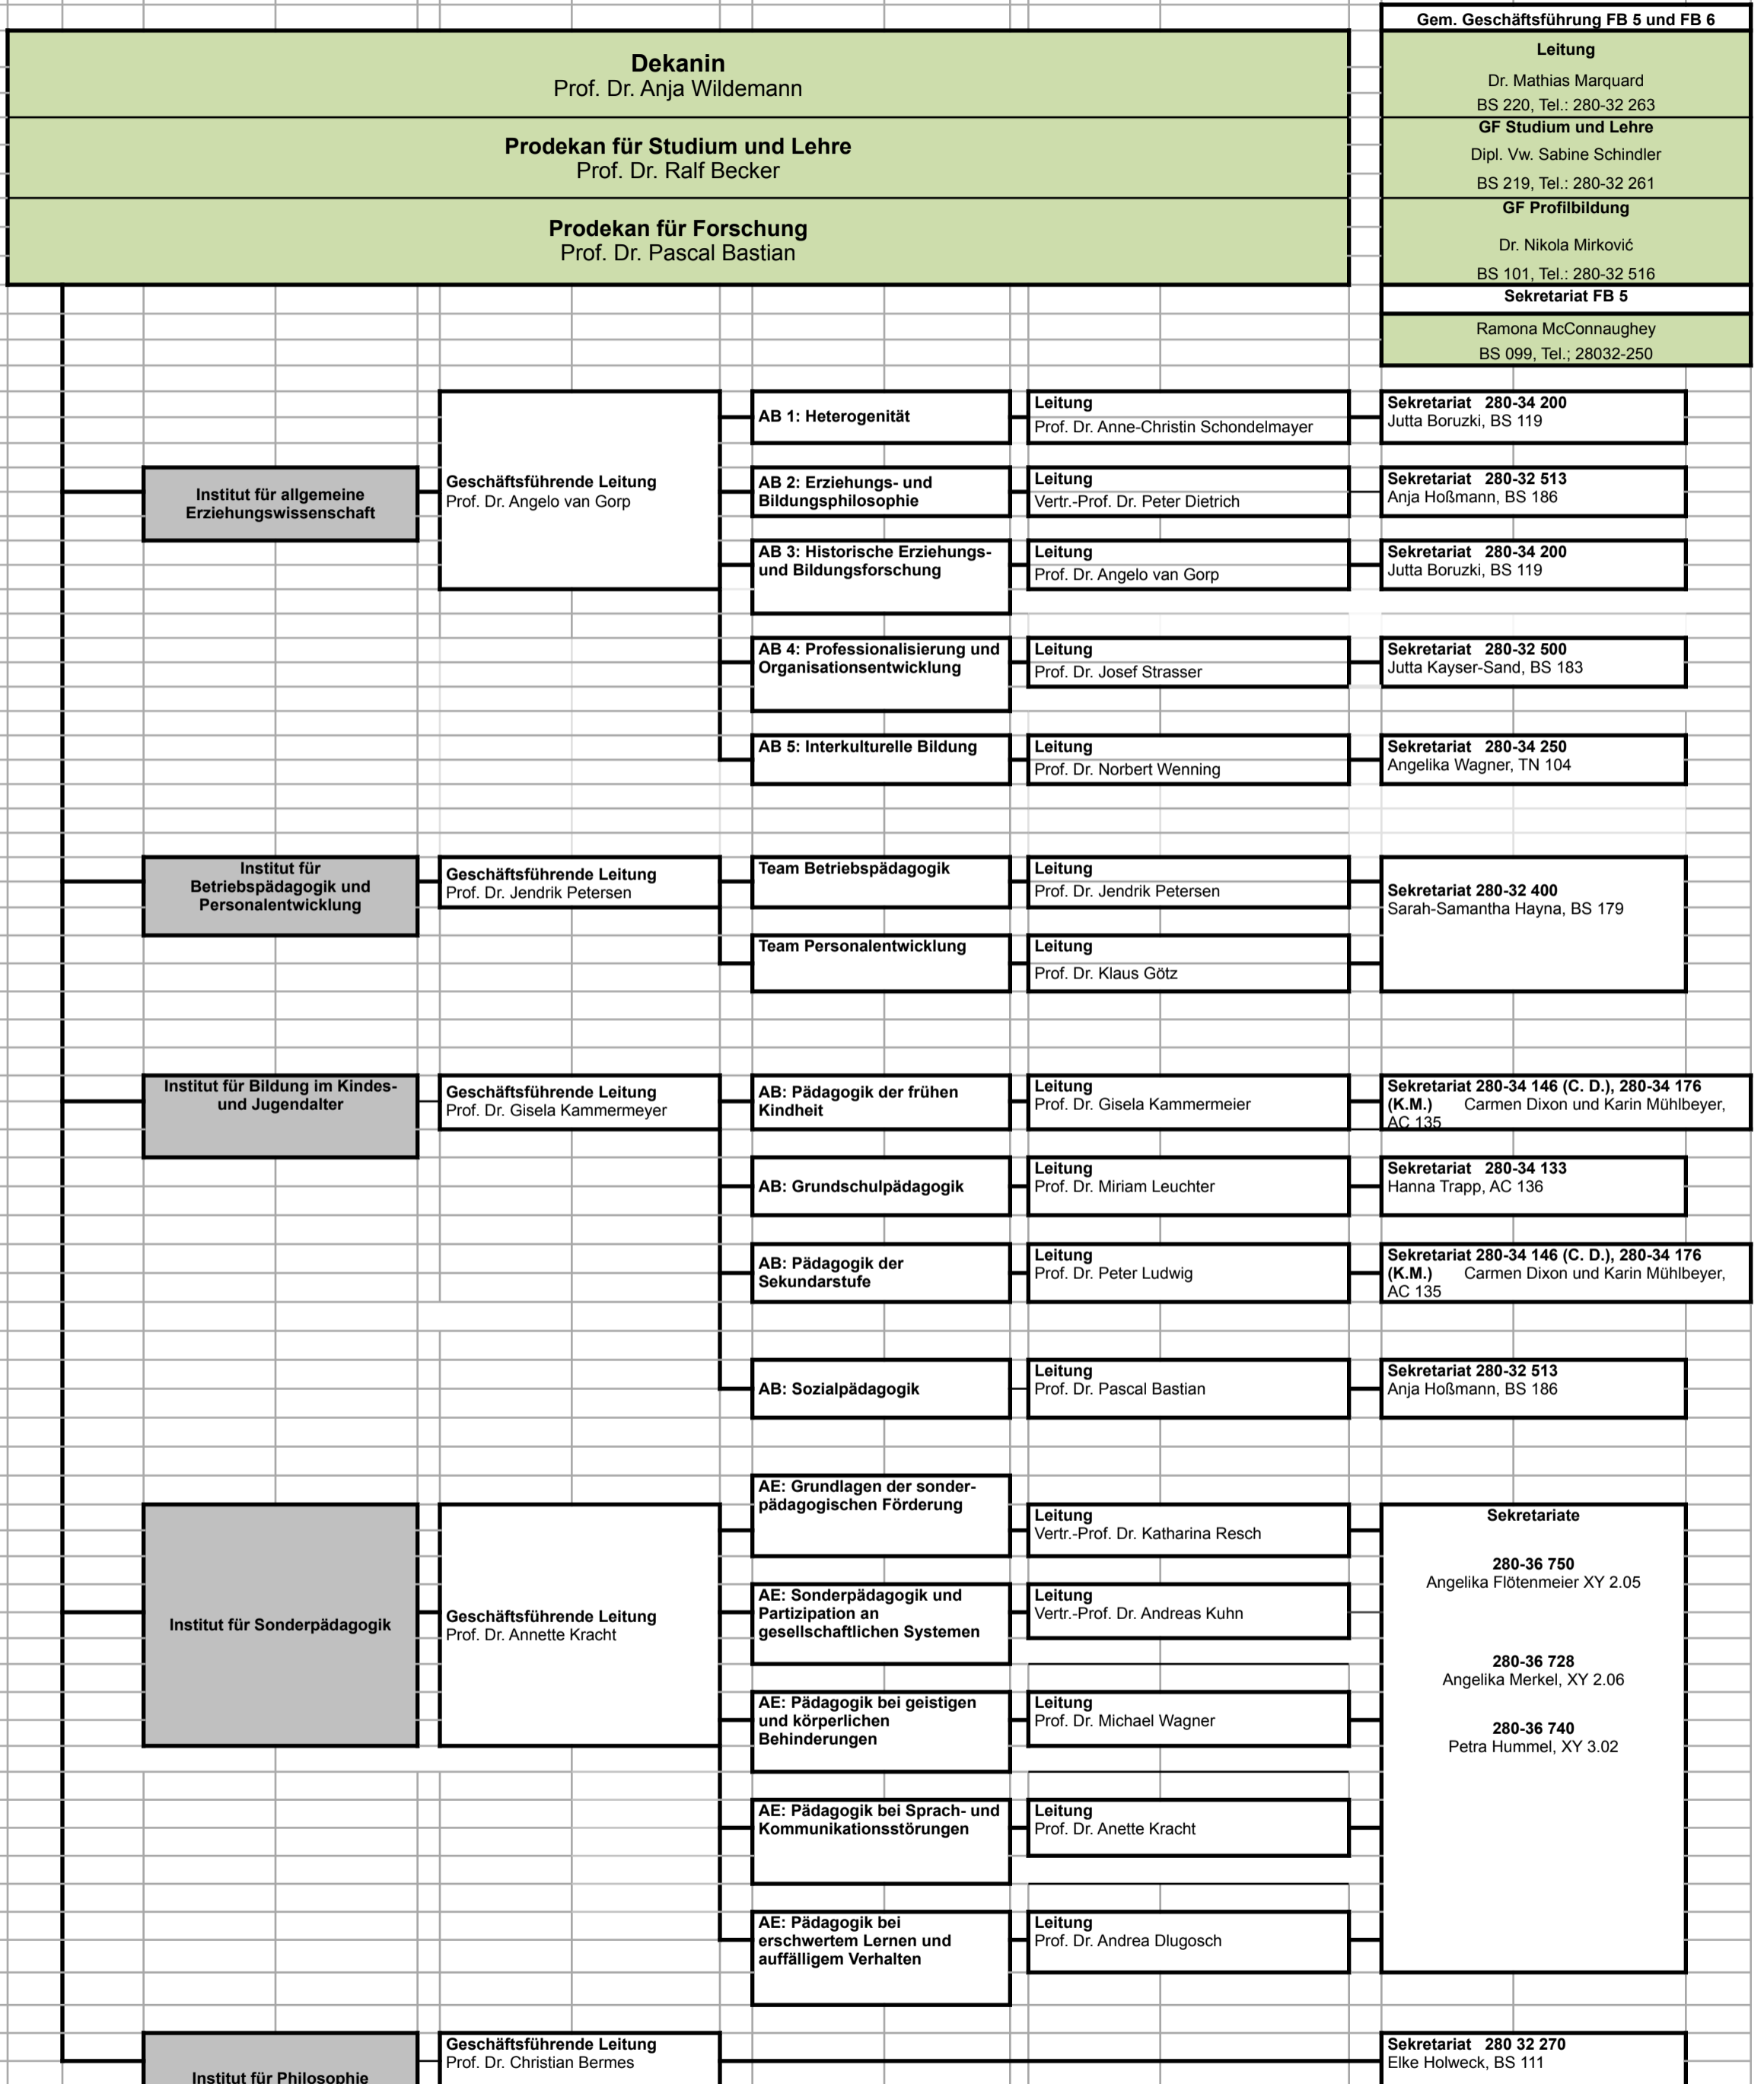 Gem. Geschäftsführung FB 5 und FB 6
Dekanin
Prof. Dr. Anja Wildemann
Prodekan für Studium und Lehre
Prof. Dr. Ralf Becker
Prodekan für Forschung
Prof. Dr. Pascal Bastian
Leitung
Dr. Mathias Marquard
BS 220, Tel.: 280-32 263
GF Studium und Lehre
Dipl. Vw. Sabine Schindler
BS 219, Tel.: 280-32 261
GF Profilbildung
Dr. Nikola Mirković
BS 101, Tel.: 280-32 516
Sekretariat FB 5
Ramona McConnaughey
BS 099, Tel.; 28032-250
Institut für allgemeine
Erziehungswissenschaft
Geschäftsführende Leitung
Prof. Dr. Angelo van Gorp
AB 1: Heterogenität
Leitung
Prof. Dr. Anne-Christin Schondelmayer
Sekretariat 280-34 200
Jutta Boruzki, BS 119
AB 2: Erziehungs- und
Bildungsphilosophie
Leitung
Vertr.-Prof. Dr. Peter Dietrich
Sekretariat 280-32 513
Anja Hoßmann, BS 186
AB 3: Historische Erziehungs-
und Bildungsforschung
Leitung
Prof. Dr. Angelo van Gorp
Sekretariat 280-34 200
Jutta Boruzki, BS 119
AB 4: Professionalisierung und
Organisationsentwicklung
Leitung
Prof. Dr. Josef Strasser
Sekretariat 280-32 500
Jutta Kayser-Sand, BS 183
AB 5: Interkulturelle Bildung
Leitung
Prof. Dr. Norbert Wenning
Sekretariat 280-34 250
Angelika Wagner, TN 104
Institut für
Betriebspädagogik und
Personalentwicklung
Geschäftsführende Leitung
Prof. Dr. Jendrik Petersen
Team Betriebspädagogik
Leitung
Prof. Dr. Jendrik Petersen
Sekretariat 280-32 400
Sarah-Samantha Hayna, BS 179
Team Personalentwicklung
Leitung
Prof. Dr. Klaus Götz
Institut für Bildung im Kindes-
und Jugendalter
Geschäftsführende Leitung
Prof. Dr. Gisela Kammermeyer
AB: Pädagogik der frühen
Kindheit
Leitung
Prof. Dr. Gisela Kammermeier
Sekretariat 280-34 146 (C. D.), 280-34 176
(K.M.) Carmen Dixon und Karin Mühlbeyer,
AC 135
AB: Grundschulpädagogik
Leitung
Prof. Dr. Miriam Leuchter
Sekretariat 280-34 133
Hanna Trapp, AC 136
AB: Pädagogik der
Sekundarstufe
Leitung
Prof. Dr. Peter Ludwig
Sekretariat 280-34 146 (C. D.), 280-34 176
(K.M.) Carmen Dixon und Karin Mühlbeyer,
AC 135
AB: Sozialpädagogik
Leitung
Prof. Dr. Pascal Bastian
Sekretariat 280-32 513
Anja Hoßmann, BS 186
Institut für Sonderpädagogik
Geschäftsführende Leitung
Prof. Dr. Annette Kracht
AE: Grundlagen der sonder-
pädagogischen Förderung
Leitung
Vertr.-Prof. Dr. Katharina Resch
AE: Sonderpädagogik und
Partizipation an
gesellschaftlichen Systemen
Leitung
Vertr.-Prof. Dr. Andreas Kuhn
AE: Pädagogik bei geistigen
und körperlichen
Behinderungen
Leitung
Prof. Dr. Michael Wagner
AE: Pädagogik bei Sprach- und
Kommunikationsstörungen
Leitung
Prof. Dr. Anette Kracht
AE: Pädagogik bei
erschwertem Lernen und
auffälligem Verhalten
Leitung
Prof. Dr. Andrea Dlugosch
Sekretariate
280-36 750
Angelika Flötenmeier XY 2.05
280-36 728
Angelika Merkel, XY 2.06
280-36 740
Petra Hummel, XY 3.02
Institut für Philosophie
Geschäftsführende Leitung
Prof. Dr. Christian Bermes
Sekretariat 280 32 270
Elke Holweck, BS 111